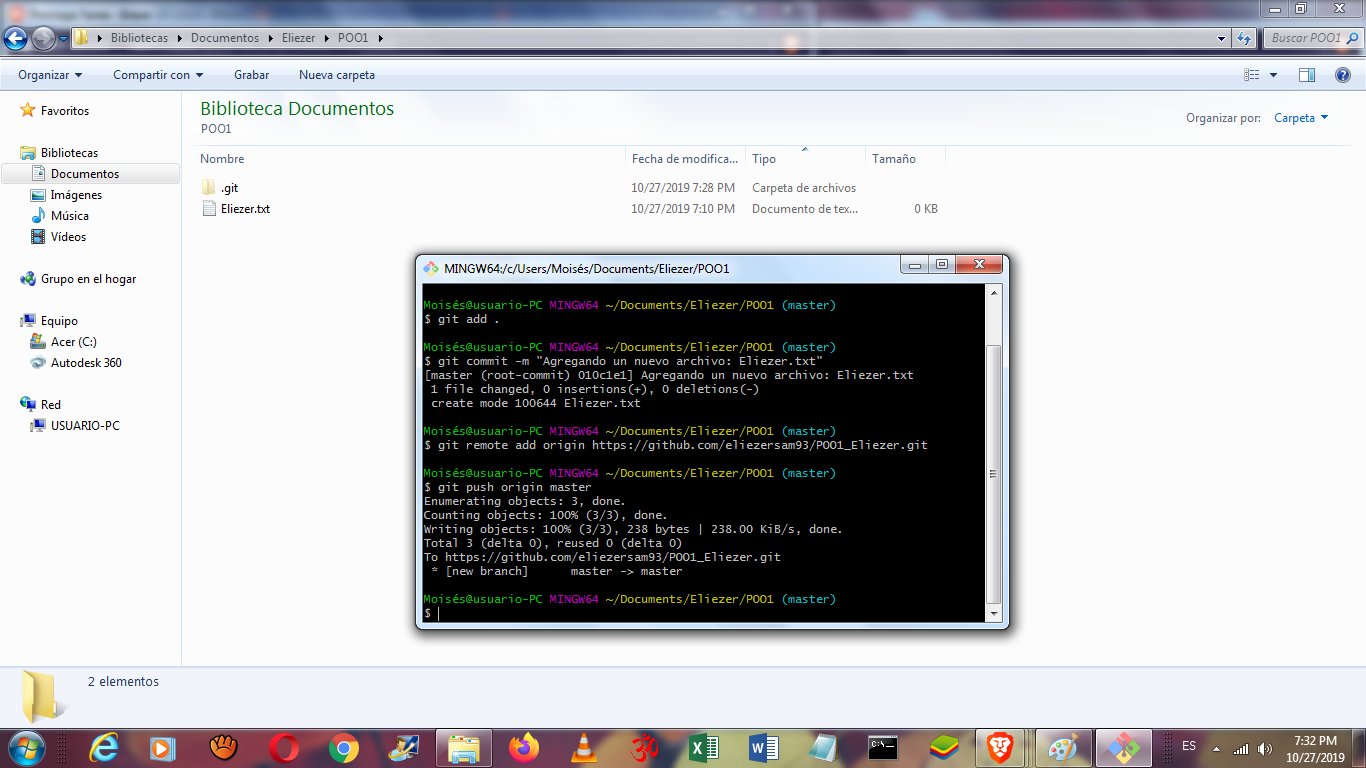 Bibliotecas Documentos Eliezer POO1
Buscar POO1
Organizar Compartir con Grabar Nueva carpeta
Favoritos
Bibliotecas
Documentos
Imágenes
Música
Vídeos
Grupo en el hogar
Equipo
Acer (C:)
Autodesk 360
Red
USUARIO-PC
Biblioteca Documentos
POO1
Organizar por: Carpeta
Nombre Fecha de modifica... Tipo Tamaño
.git 10/27/2019 7:28 PM Carpeta de archivos
Eliezer.txt 10/27/2019 7:10 PM Documento de tex... 0 KB
MINGW64:/c/Users/Moisés/Documents/Eliezer/POO1
Moisés@usuario-PC MINGW64 ~/Documents/Eliezer/POO1 (master)
$ git add .
Moisés@usuario-PC MINGW64 ~/Documents/Eliezer/POO1 (master)
$ git commit -m "Agregando un nuevo archivo: Eliezer.txt"
[master (root-commit) 010c1e1] Agregando un nuevo archivo: Eliezer.txt
1 file changed, 0 insertions(+), 0 deletions(-)
create mode 100644 Eliezer.txt
Moisés@usuario-PC MINGW64 ~/Documents/Eliezer/POO1 (master)
$ git remote add origin https://github.com/eliezersam93/POO1_Eliezer.git
Moisés@usuario-PC MINGW64 ~/Documents/Eliezer/POO1 (master)
$ git push origin master
Enumerating objects: 3, done.
Counting objects: 100% (3/3), done.
Writing objects: 100% (3/3), 238 bytes | 238.00 KiB/s, done.
Total 3 (delta 0), reused 0 (delta 0)
To https://github.com/eliezersam93/POO1_Eliezer.git
* [new branch] master -> master
Moisés@usuario-PC MINGW64 ~/Documents/Eliezer/POO1 (master)
$
2 elementos
ES
7:32 PM
10/27/2019